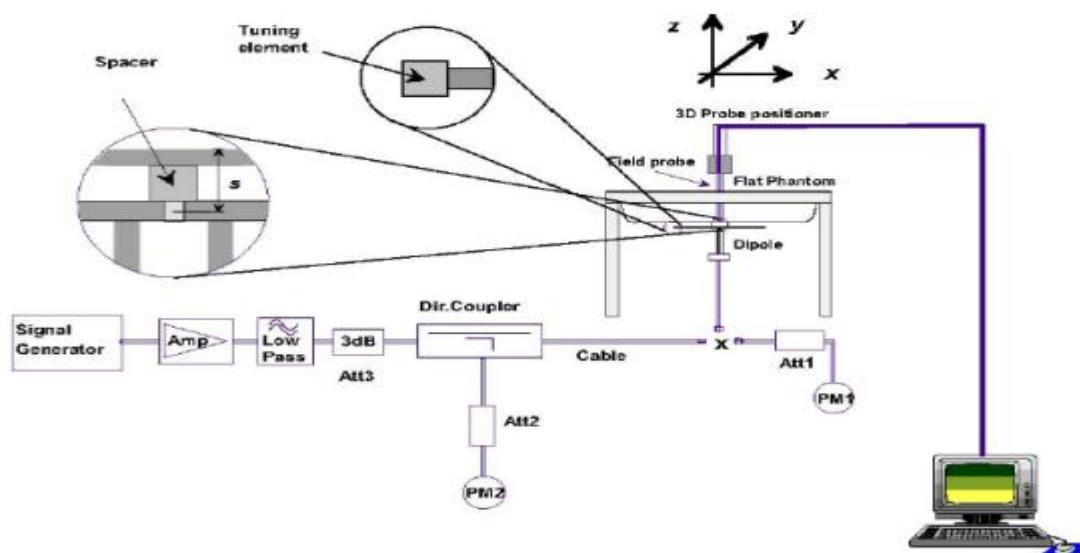 Tuning
element
Spacer
z
y
x
3D Probe positioner
Field probe
s
Flat Phantom
Dipole
Dir.Coupler
Signal
Generator
Amp
Low
Pass
3dB
Att3
Cable
x
Att1
PM1
Att2
PM2